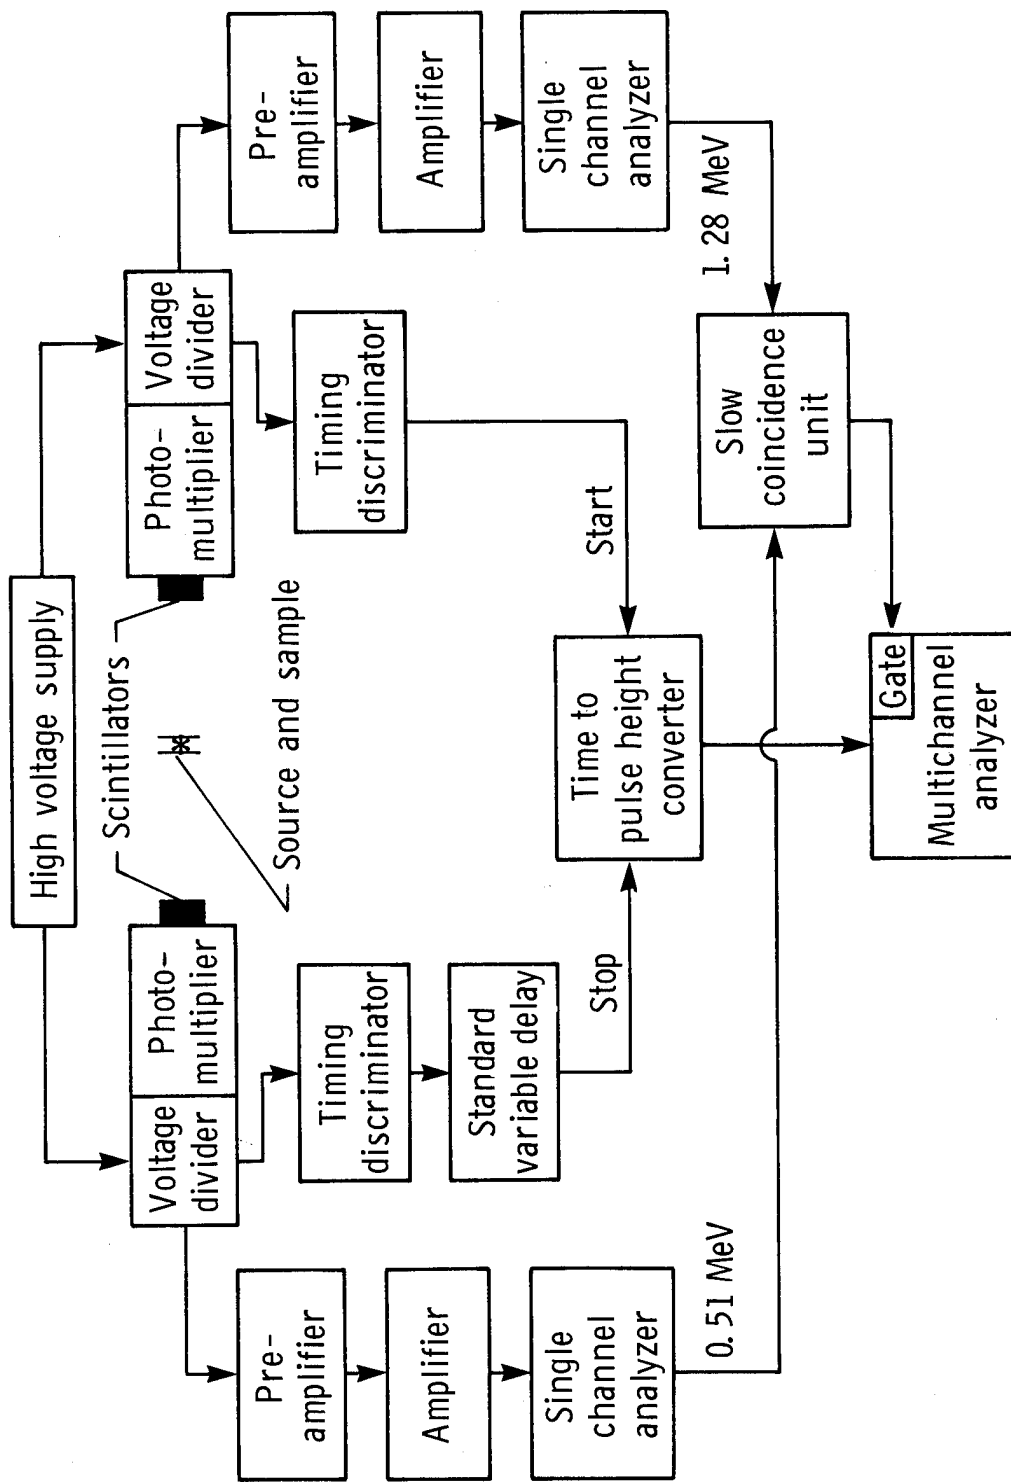 High voltage supply
Scintillators
Source and sample
Voltage
divider
Photo-
multiplier
Photo-
multiplier
Voltage
divider
Pre-
amplifier
Timing
discriminator
Timing
discriminator
Pre-
amplifier
Amplifier
Standard
variable delay
Amplifier
Single
channel
analyzer
Stop
Start
Single
channel
analyzer
Time to
pulse height
converter
0.51 MeV
1.28 MeV
Slow
coincidence
unit
Gate
Multichannel
analyzer